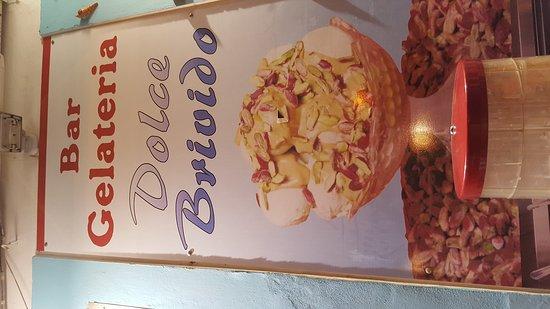 Bar
Gelateria
Dolce
Brivido